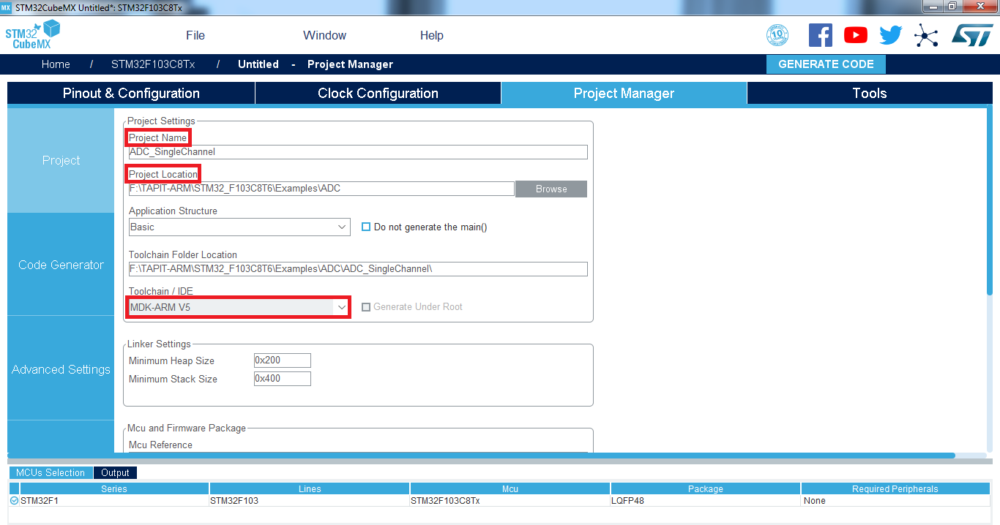 MX STM32CubeMX Untitled*: STM32F103C8Tx
STM32
CubeMX
File Window Help
10
Home / STM32F103C8Tx / Untitled - Project Manager GENERATE CODE
Pinout & Configuration Clock Configuration Project Manager Tools
Project
Code Generator
Advanced Settings
Project Settings
Project Name
ADC_SingleChannel
Project Location
F:\TAPIT-ARM\STM32_F103C8T6\Examples\ADC Browse
Application Structure
Basic Do not generate the main()
Toolchain Folder Location
F:\TAPIT-ARM\STM32_F103C8T6\Examples\ADC\ADC_SingleChannel\
Toolchain / IDE
MDK-ARM V5 Generate Under Root
Linker Settings
Minimum Heap Size 0x200
Minimum Stack Size 0x400
Mcu and Firmware Package
Mcu Reference
MCUs Selection Output
Series Lines Mcu Package Required Peripherals
STM32F1 STM32F103 STM32F103C8Tx LQFP48 None